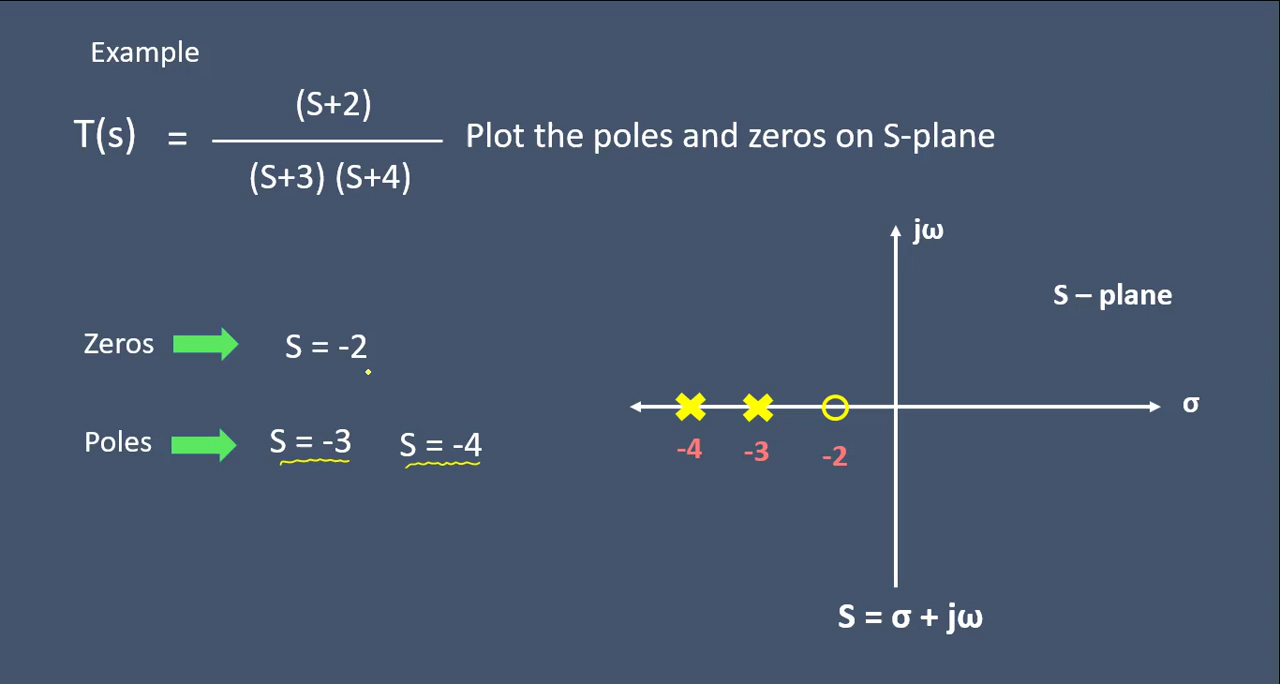 Example
T(s) = (S+2)
(S+3) (S+4)
Plot the poles and zeros on S-plane
jω
S – plane
Zeros S = -2
Poles S = -3 S = -4
σ
-4 -3 -2
S = σ + jω